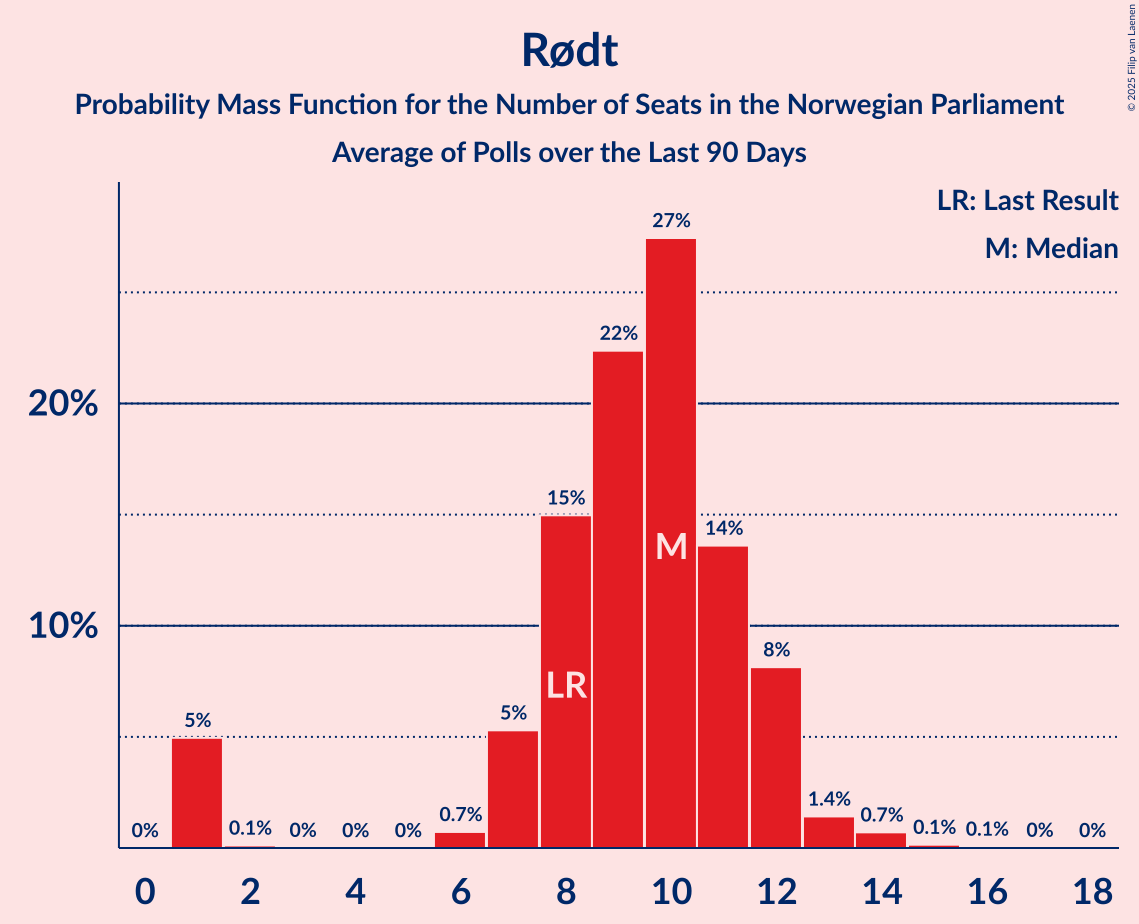 Rødt
Probability Mass Function for the Number of Seats in the Norwegian Parliament
Average of Polls over the Last 90 Days
© 2025 Filip van Laenen
LR: Last Result
M: Median
20%
10%
0%
5%
0.1%
0%
0%
0%
0.7%
5%
15%
22%
27%
14%
8%
1.4%
0.7%
0.1%
0.1%
0%
0%
LR
M
0 2 4 6 8 10 12 14 16 18